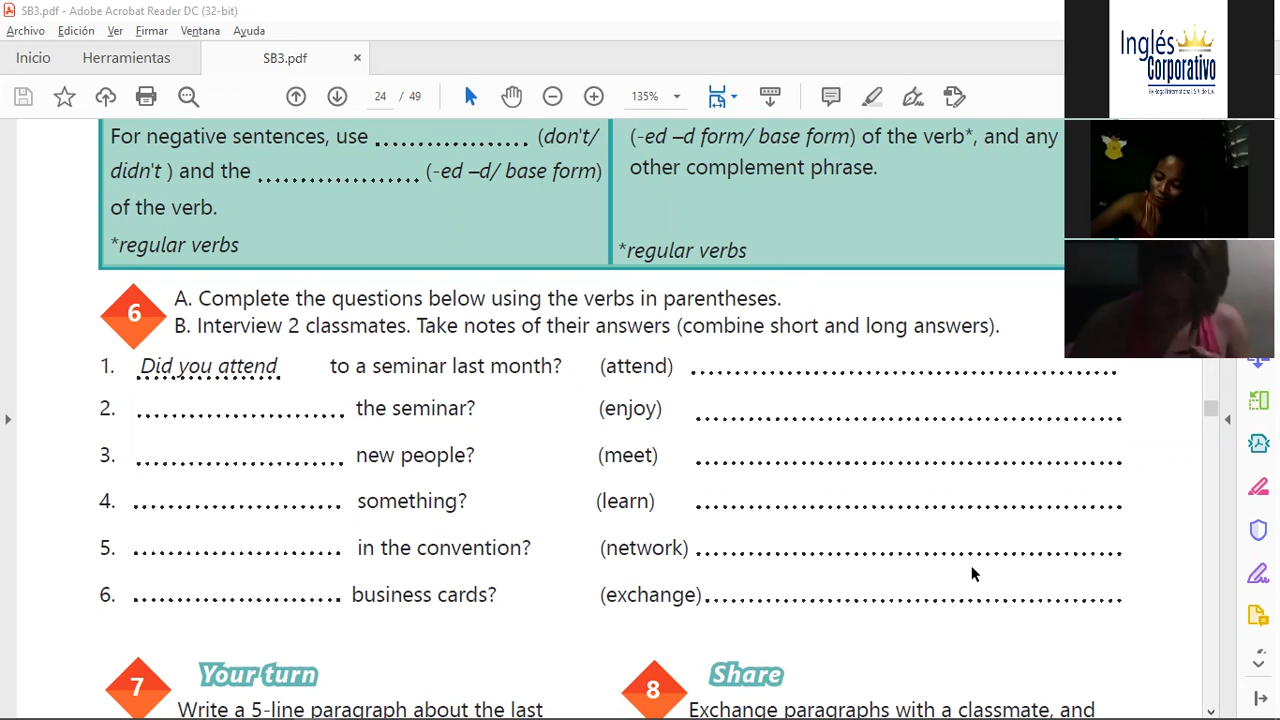 SB3.pdf - Adobe Acrobat Reader DC (32-bit)
Archivo Edición Ver Firmar Ventana Ayuda
Inicio Herramientas SB3.pdf ×
24 / 49 135%
For negative sentences, use ........................ (don't/
didn't ) and the ........................ (-ed –d/ base form)
of the verb.
*regular verbs
(-ed –d form/ base form) of the verb*, and any
other complement phrase.
*regular verbs
6
A. Complete the questions below using the verbs in parentheses.
B. Interview 2 classmates. Take notes of their answers (combine short and long answers).
1. Did you attend to a seminar last month? (attend) ........................
2. ........................ the seminar? (enjoy) ........................
3. ........................ new people? (meet) ........................
4. ........................ something? (learn) ........................
5. ........................ in the convention? (network) ........................
6. ........................ business cards? (exchange) ........................
7 Your turn
Write a 5-line paragraph about the last
8 Share
Exchange paragraphs with a classmate, and
Inglés
Corporativo